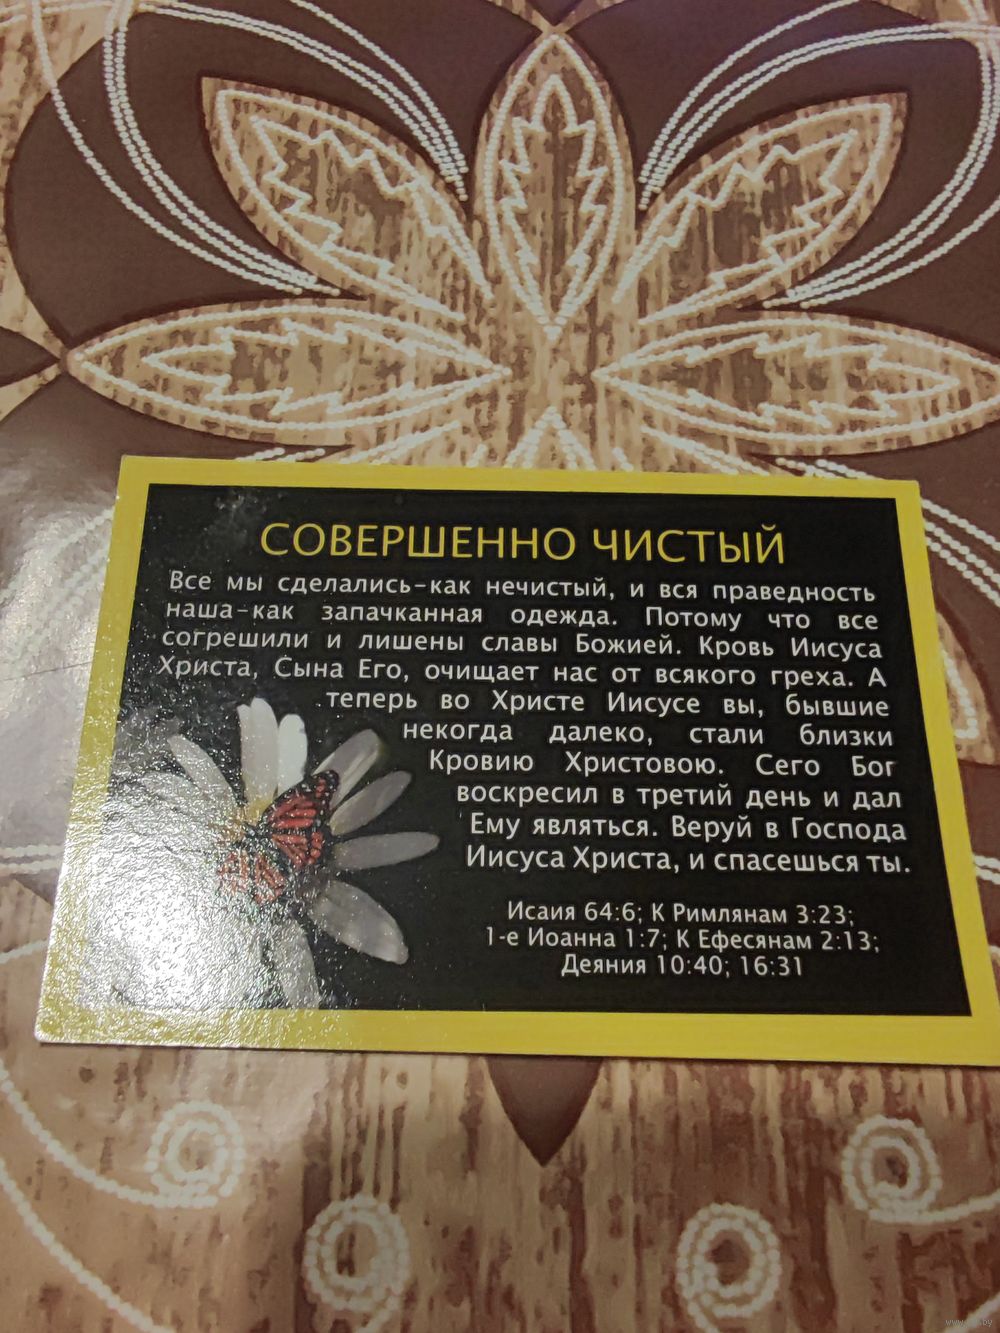 СОВЕРШЕННО ЧИСТЫЙ
Все мы сделались–как нечистый, и вся праведность
наша–как запачканная одежда. Потому что все
согрешили и лишены славы Божией. Кровь Иисуса
Христа, Сына Его, очищает нас от всякого греха. А
теперь во Христе Иисусе вы, бывшие
некогда далеко, стали близки
Кровию Христовою. Сего Бог
воскресил в третий день и дал
Ему являться. Веруй в Господа
Иисуса Христа, и спасешься ты.
Исаия 64:6; К Римлянам 3:23;
1-е Иоанна 1:7; К Ефесянам 2:13;
Деяния 10:40; 16:31